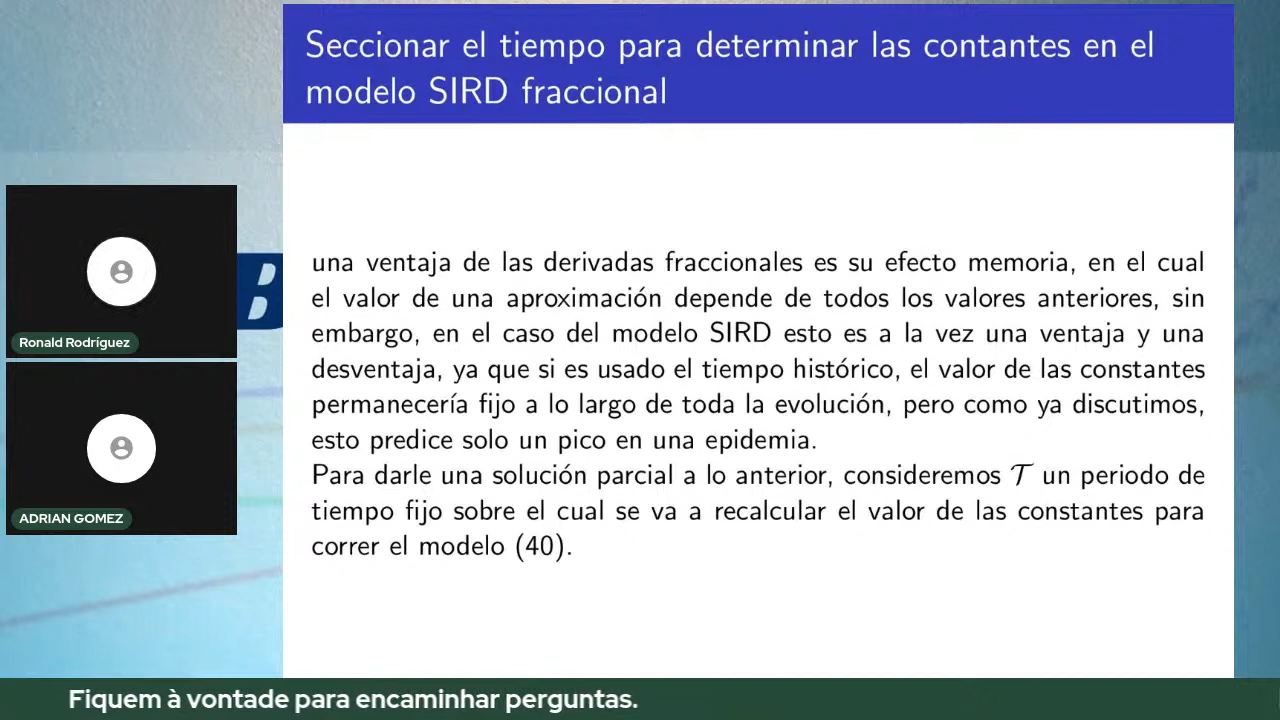 Seccionar el tiempo para determinar las contantes en el
modelo SIRD fraccional
B
Ronald Rodríguez
ADRIAN GOMEZ
una ventaja de las derivadas fraccionales es su efecto memoria, en el cual
el valor de una aproximación depende de todos los valores anteriores, sin
embargo, en el caso del modelo SIRD esto es a la vez una ventaja y una
desventaja, ya que si es usado el tiempo histórico, el valor de las constantes
permanecería fijo a lo largo de toda la evolución, pero como ya discutimos,
esto predice solo un pico en una epidemia.
Para darle una solución parcial a lo anterior, consideremos 𝒯 un periodo de
tiempo fijo sobre el cual se va a recalcular el valor de las constantes para
correr el modelo (40).
Fiquem à vontade para encaminhar perguntas.